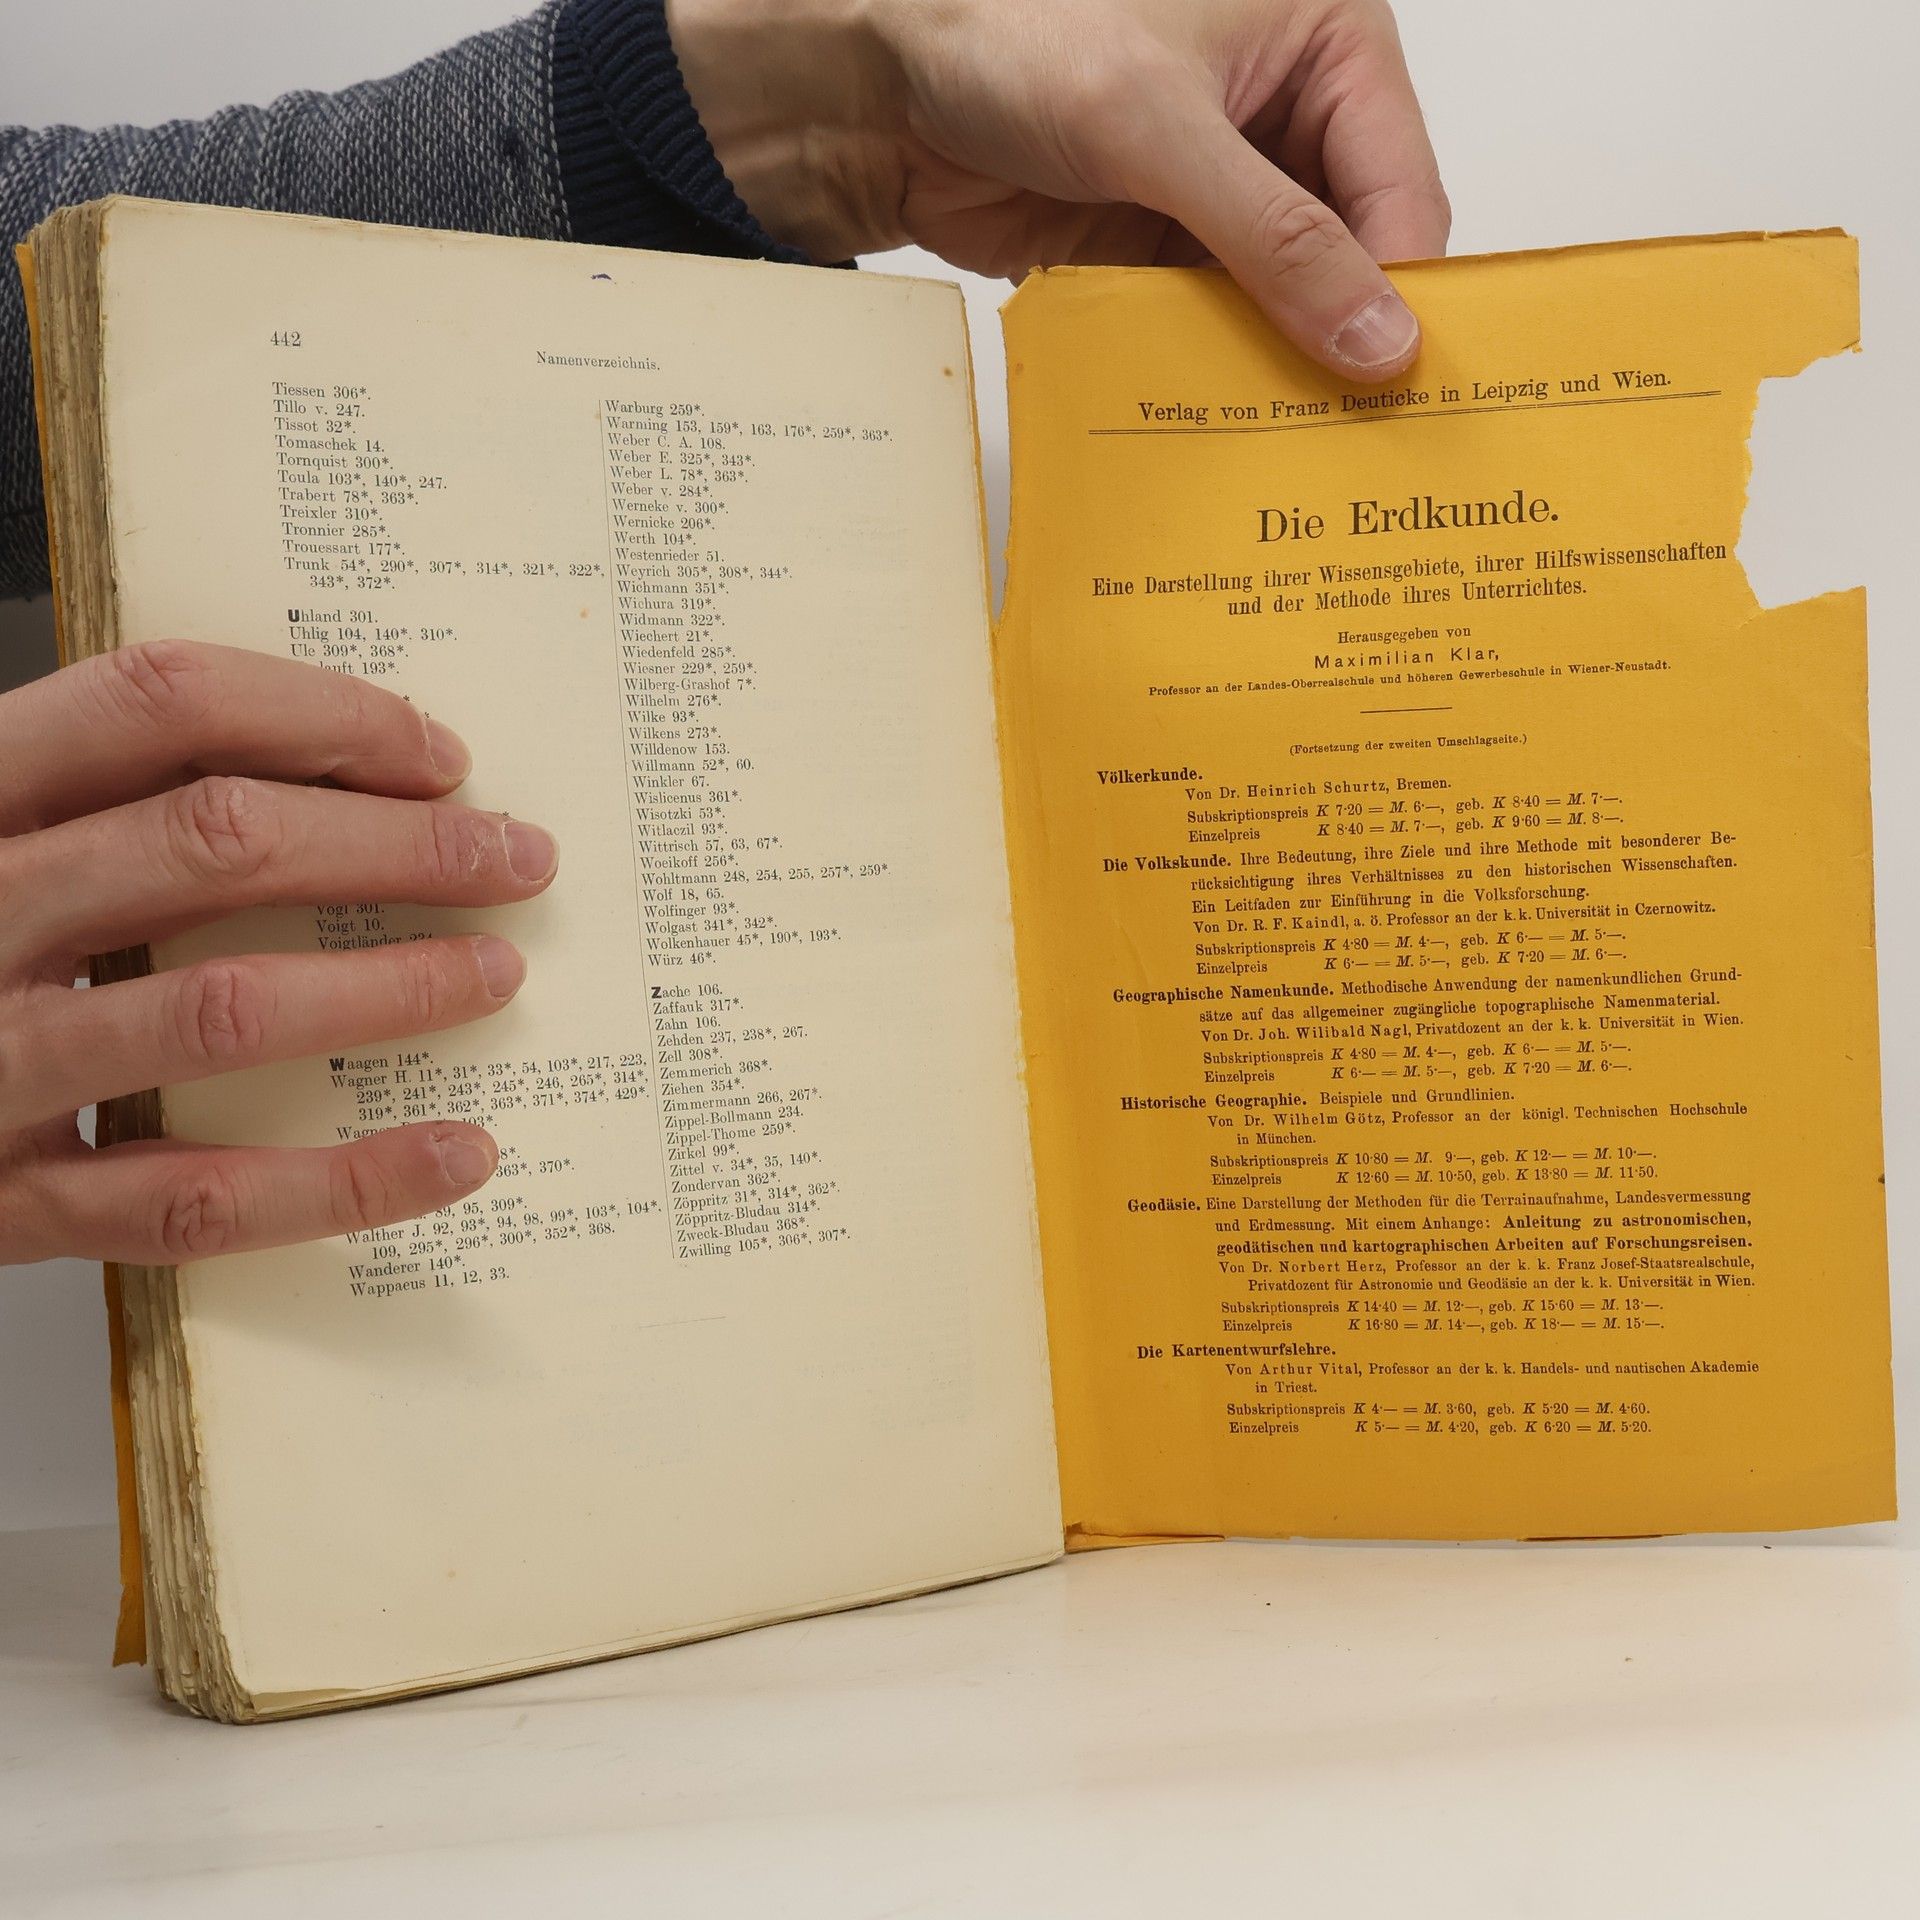 442
Namenverzeichnis.
Tiessen 306*.
Tillo v. 247.
Tissot 32*.
Tomaschek 14.
Tornquist 300*.
Toula 103*, 140*, 247.
Trabert 78*, 363*.
Treixler 310*.
Tronnier 285*.
Trouessart 177*.
Trunk 54*, 290*, 307*, 314*, 321*, 322*,
343*, 372*.
Uhland 301.
Uhlig 104, 140*. 310*.
Ule 309*, 368*.
193*.
Vogl 301.
Voigt 10.
Voigtländer
Waagen 144*.
Wagner H. 11*, 31*, 33*, 54, 103*, 217, 223,
239*, 241*, 243*, 245*, 246, 265*, 314*,
319*, 361*, 362*, 363*, 371*, 374*, 429*.
363*, 370*.
89, 95, 309*.
Walther J. 92, 93*, 94, 98, 99*, 103*, 104*,
109, 295*, 296*, 300*, 352*, 368.
Wanderer 140*.
Wappaeus 11, 12, 33.
Warburg 259*.
Warming 153, 159*, 163, 176*, 259*, 363*.
Weber C. A. 108.
Weber E. 325*, 343*.
Weber L. 78*, 363*.
Weber v. 284*.
Werneke v. 300*.
Wernicke 206*.
Werth 104*.
Westenrieder 51.
Weyrich 305*, 308*, 344*.
Wichmann 351*.
Wichura 319*.
Widmann 322*.
Wiechert 21*.
Wiedenfeld 285*.
Wiesner 229*, 259*.
Wilberg-Grashof 7*.
Wilhelm 276*.
Wilke 93*.
Wilkens 273*.
Willdenow 153.
Willmann 52*, 60.
Winkler 67.
Wislicenus 361*.
Wisotzki 53*.
Witlaczil 93*.
Wittrisch 57, 63, 67*.
Woeikoff 256*.
Wohltmann 248, 254, 255, 257*, 259*.
Wolf 18, 65.
Wolfinger 93*.
Wolgast 341*, 342*.
Wolkenhauer 45*, 190*, 193*.
Würz 46*.
Zache 106.
Zaffauk 317*.
Zahn 106.
Zehden 237, 238*, 267.
Zell 308*.
Zemmerich 368*.
Ziehen 354*.
Zimmermann 266, 267*.
Zippel-Bollmann 234.
Zippel-Thome 259*.
Zirkel 99*.
Zittel v. 34*, 35, 140*.
Zondervan 362*.
Zöppritz 31*, 314*, 362*.
Zöppritz-Bludau 314*.
Zweck-Bludau 368*.
Zwilling 105*, 306*, 307*.
Verlag von Franz Deuticke in Leipzig und Wien.
Die Erdkunde.
Eine Darstellung ihrer Wissensgebiete, ihrer Hilfswissenschaften
und der Methode ihres Unterrichtes.
Herausgegeben von
Maximilian Klar,
Professor an der Landes-Oberrealschule und höheren Gewerbeschule in Wiener-Neustadt.
(Fortsetzung der zweiten Umschlagseite.)
Völkerkunde.
Von Dr. Heinrich Schurtz, Bremen.
Subskriptionspreis K 7·20 = M. 6·—, geb. K 8·40 = M. 7·—.
Einzelpreis K 8·40 = M. 7·—, geb. K 9·60 = M. 8·—.
Die Volkskunde. Ihre Bedeutung, ihre Ziele und ihre Methode mit besonderer Be-
rücksichtigung ihres Verhältnisses zu den historischen Wissenschaften.
Ein Leitfaden zur Einführung in die Volksforschung.
Von Dr. R. F. Kaindl, a. ö. Professor an der k. k. Universität in Czernowitz.
Subskriptionspreis K 4·80 = M. 4·—, geb. K 6·— = M. 5·—.
Einzelpreis K 6·— = M. 5·—, geb. K 7·20 = M. 6·—.
Geographische Namenkunde. Methodische Anwendung der namenkundlichen Grund-
sätze auf das allgemeiner zugängliche topographische Namenmaterial.
Von Dr. Joh. Wilibald Nagl, Privatdozent an der k. k. Universität in Wien.
Subskriptionspreis K 4·80 = M. 4·—, geb. K 6·— = M. 5·—.
Einzelpreis K 6·— = M. 5·—, geb. K 7·20 = M. 6·—.
Historische Geographie. Beispiele und Grundlinien.
Von Dr. Wilhelm Götz, Professor an der königl. Technischen Hochschule
in München.
Subskriptionspreis K 10·80 = M. 9·—, geb. K 12·— = M. 10·—.
Einzelpreis K 12·60 = M. 10·50, geb. K 13·80 = M. 11·50.
Geodäsie. Eine Darstellung der Methoden für die Terrainaufnahme, Landesvermessung
und Erdmessung. Mit einem Anhange: Anleitung zu astronomischen,
geodätischen und kartographischen Arbeiten auf Forschungsreisen.
Von Dr. Norbert Herz, Professor an der k. k. Franz Josef-Staatsrealschule,
Privatdozent für Astronomie und Geodäsie an der k. k. Universität in Wien.
Subskriptionspreis K 14·40 = M. 12·—, geb. K 15·60 = M. 13·—.
Einzelpreis K 16·80 = M. 14·—, geb. K 18·— = M. 15·—.
Die Kartenentwurfslehre.
Von Arthur Vital, Professor an der k. k. Handels- und nautischen Akademie
in Triest.
Subskriptionspreis K 4·— = M. 3·60, geb. K 5·20 = M. 4·60.
Einzelpreis K 5·— = M. 4·20, geb. K 6·20 = M. 5·20.